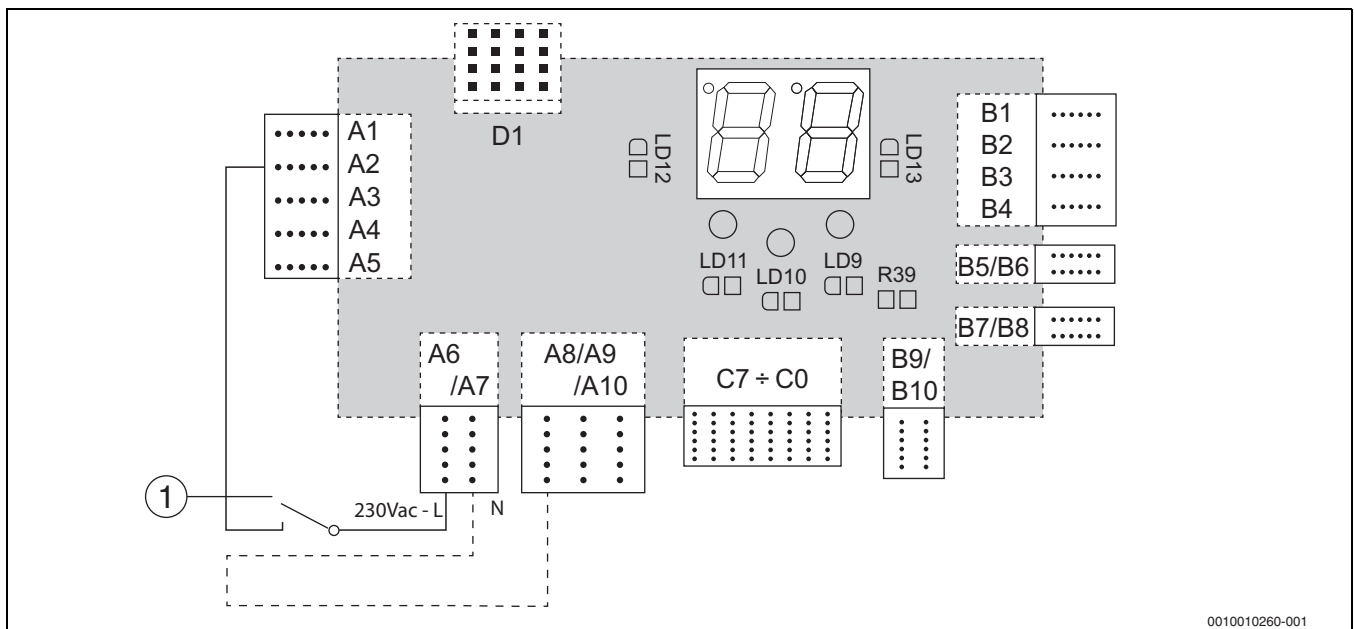 D1
A1
A2
A3
A4
A5
LD12
LD13
B1
B2
B3
B4
LD11
LD10
LD9
R39
B5/B6
B7/B8
A6
/A7
A8/A9
/A10
C7 ÷ C0
B9/
B10
1
230Vac - L
N
0010010260-001